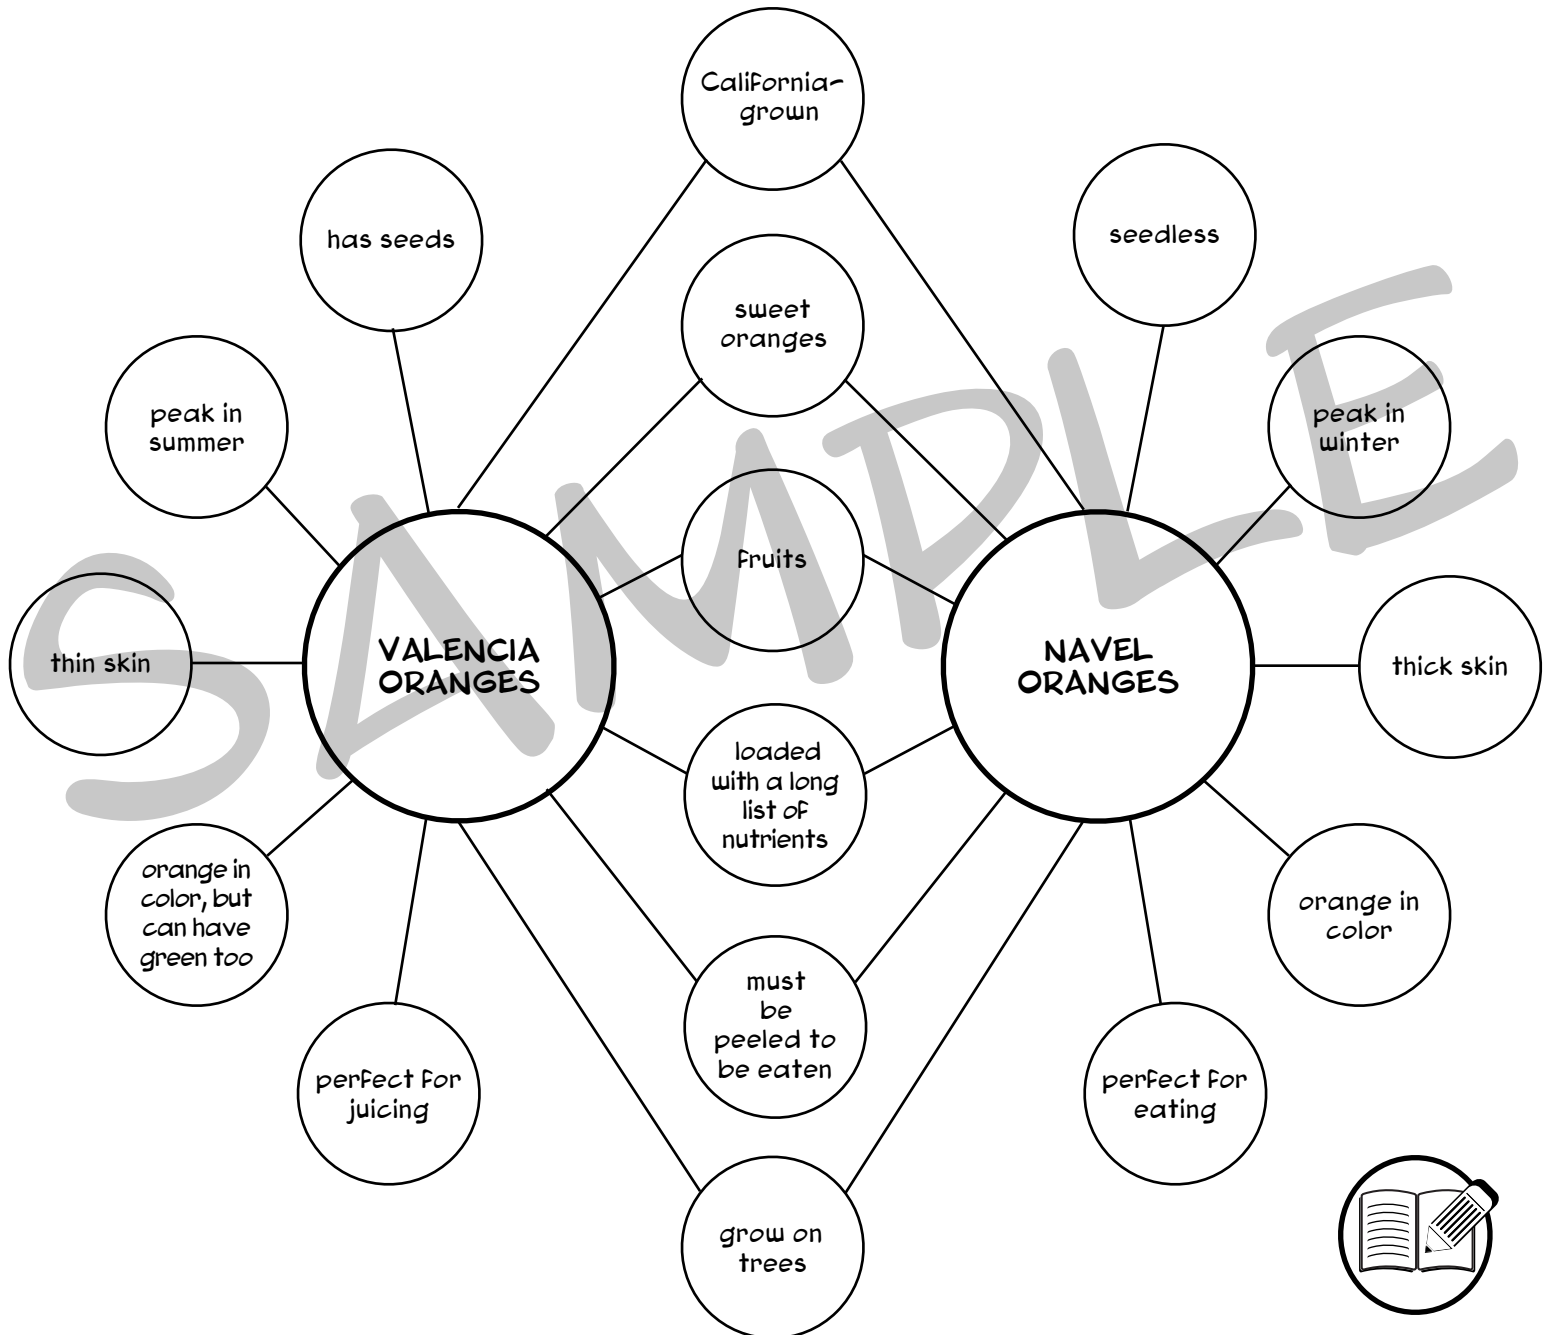 California-
grown
has seeds
seedless
sweet
oranges
peak in
summer
peak in
winter
fruits
thin skin
VALENCIA
ORANGES
NAVEL
ORANGES
thick skin
loaded
with a long
list of
nutrients
orange in
color, but
can have
green too
orange in
color
must
be
peeled to
be eaten
perfect for
juicing
perfect for
eating
grow on
trees
SAMPLE